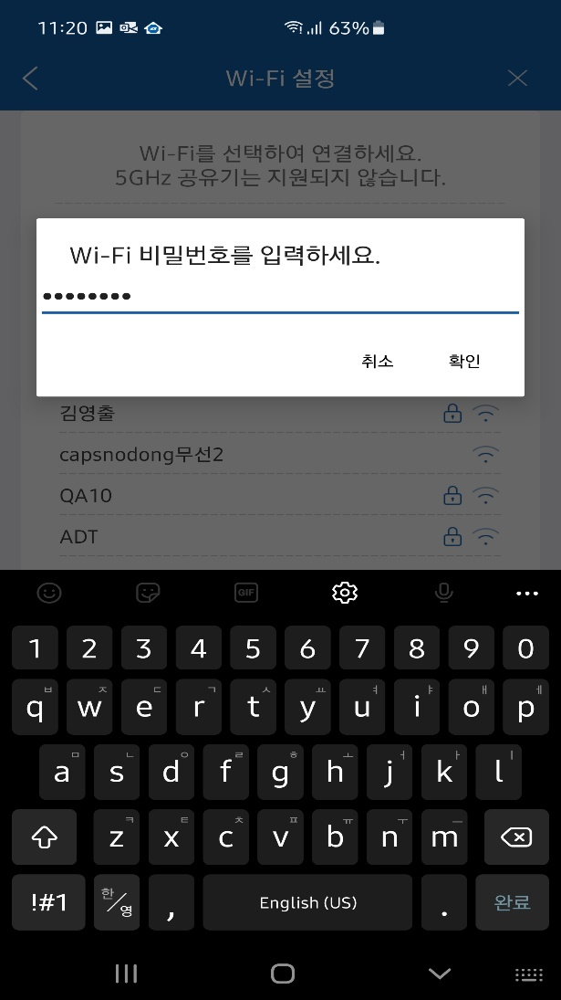 11:20 63%
Wi-Fi 설정
Wi-Fi를 선택하여 연결하세요.
5GHz 공유기는 지원되지 않습니다.
Wi-Fi 비밀번호를 입력하세요.
••••••••
취소 확인
김영출
capsnodong무선2
QA10
ADT
GIF
1 2 3 4 5 6 7 8 9 0
ㅂ ㅈ ㄷ ㄱ ㅅ ㅛ ㅕ ㅑ ㅐ ㅔ
q w e r t y u i o p
ㅁ ㄴ ㅇ ㄹ ㅎ ㅗ ㅓ ㅏ ㅣ
a s d f g h j k l
ㅋ ㅌ ㅊ ㅍ ㅠ ㅜ ㅡ
z x c v b n m
!#1 한/영 , English (US) . 완료